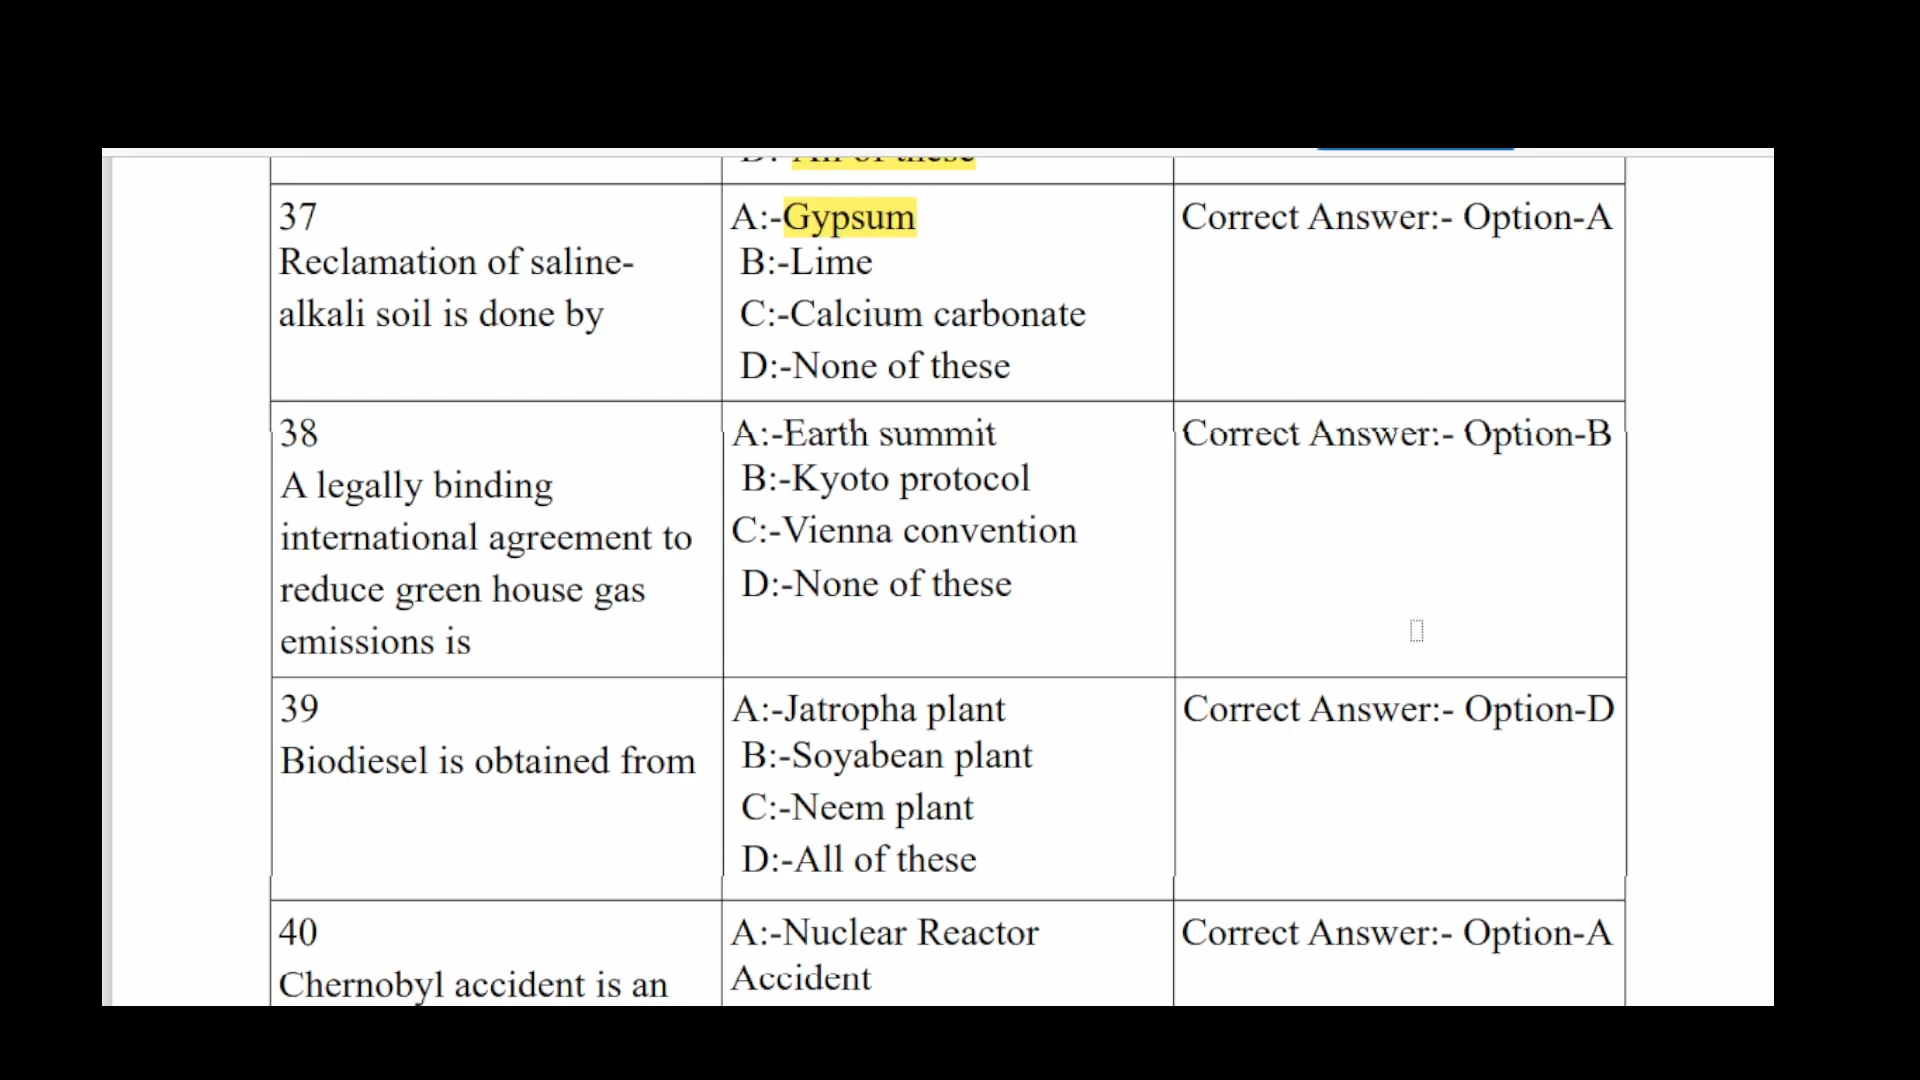 D:-All of these
37
Reclamation of saline-
alkali soil is done by
A:-Gypsum
B:-Lime
C:-Calcium carbonate
D:-None of these
Correct Answer:- Option-A
38
A legally binding
international agreement to
reduce green house gas
emissions is
A:-Earth summit
B:-Kyoto protocol
C:-Vienna convention
D:-None of these
Correct Answer:- Option-B
39
Biodiesel is obtained from
A:-Jatropha plant
B:-Soyabean plant
C:-Neem plant
D:-All of these
Correct Answer:- Option-D
40
Chernobyl accident is an
A:-Nuclear Reactor
Accident
Correct Answer:- Option-A